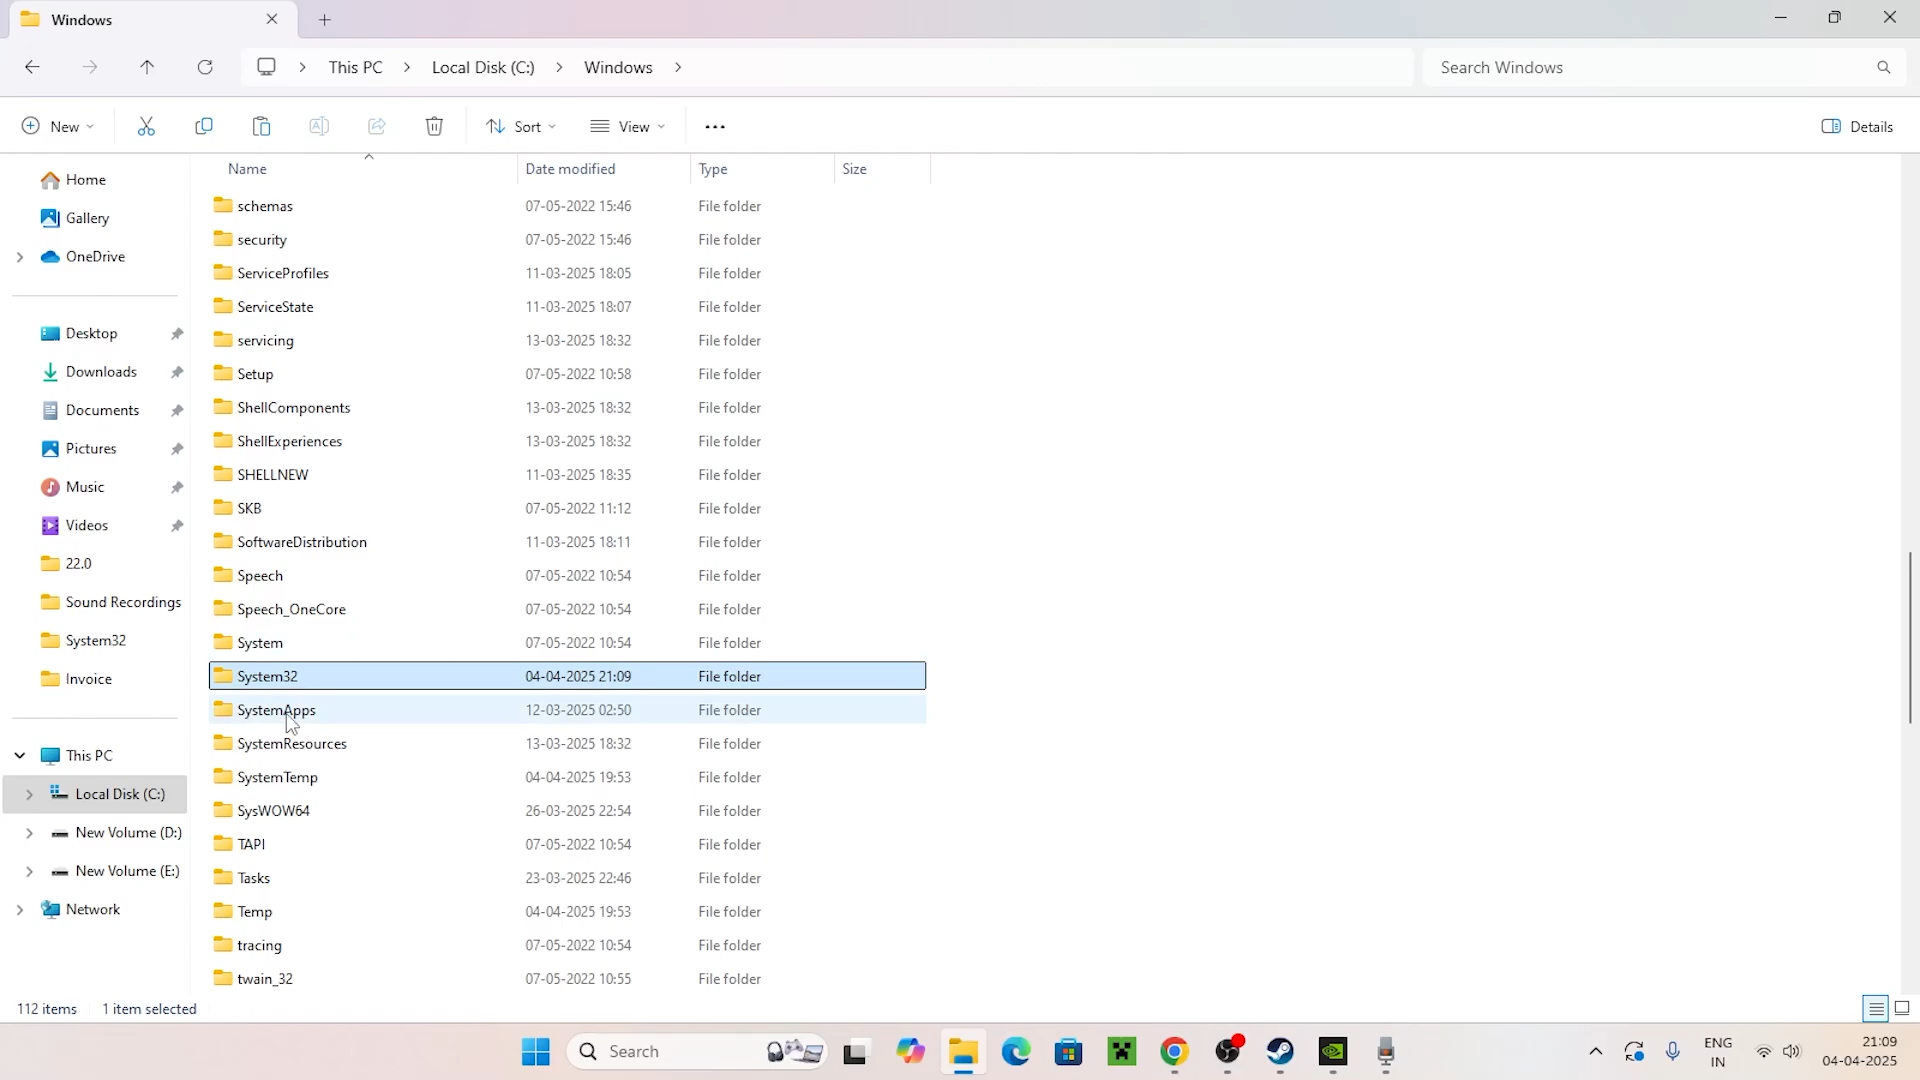 Windows
This PC Local Disk (C:) Windows
Search Windows
New Sort View Details
Home
Gallery
OneDrive
Desktop
Downloads
Documents
Pictures
Music
Videos
22.0
Sound Recordings
System32
Invoice
This PC
Local Disk (C:)
New Volume (D:)
New Volume (E:)
Network
Name Date modified Type Size
schemas 07-05-2022 15:46 File folder
security 07-05-2022 15:46 File folder
ServiceProfiles 11-03-2025 18:05 File folder
ServiceState 11-03-2025 18:07 File folder
servicing 13-03-2025 18:32 File folder
Setup 07-05-2022 10:58 File folder
ShellComponents 13-03-2025 18:32 File folder
ShellExperiences 13-03-2025 18:32 File folder
SHELLNEW 11-03-2025 18:35 File folder
SKB 07-05-2022 11:12 File folder
SoftwareDistribution 11-03-2025 18:11 File folder
Speech 07-05-2022 10:54 File folder
Speech_OneCore 07-05-2022 10:54 File folder
System 07-05-2022 10:54 File folder
System32 04-04-2025 21:09 File folder
SystemApps 12-03-2025 02:50 File folder
SystemResources 13-03-2025 18:32 File folder
SystemTemp 04-04-2025 19:53 File folder
SysWOW64 26-03-2025 22:54 File folder
TAPI 07-05-2022 10:54 File folder
Tasks 23-03-2025 22:46 File folder
Temp 04-04-2025 19:53 File folder
tracing 07-05-2022 10:54 File folder
twain_32 07-05-2022 10:55 File folder
112 items 1 item selected
Search
ENG
IN
21:09
04-04-2025